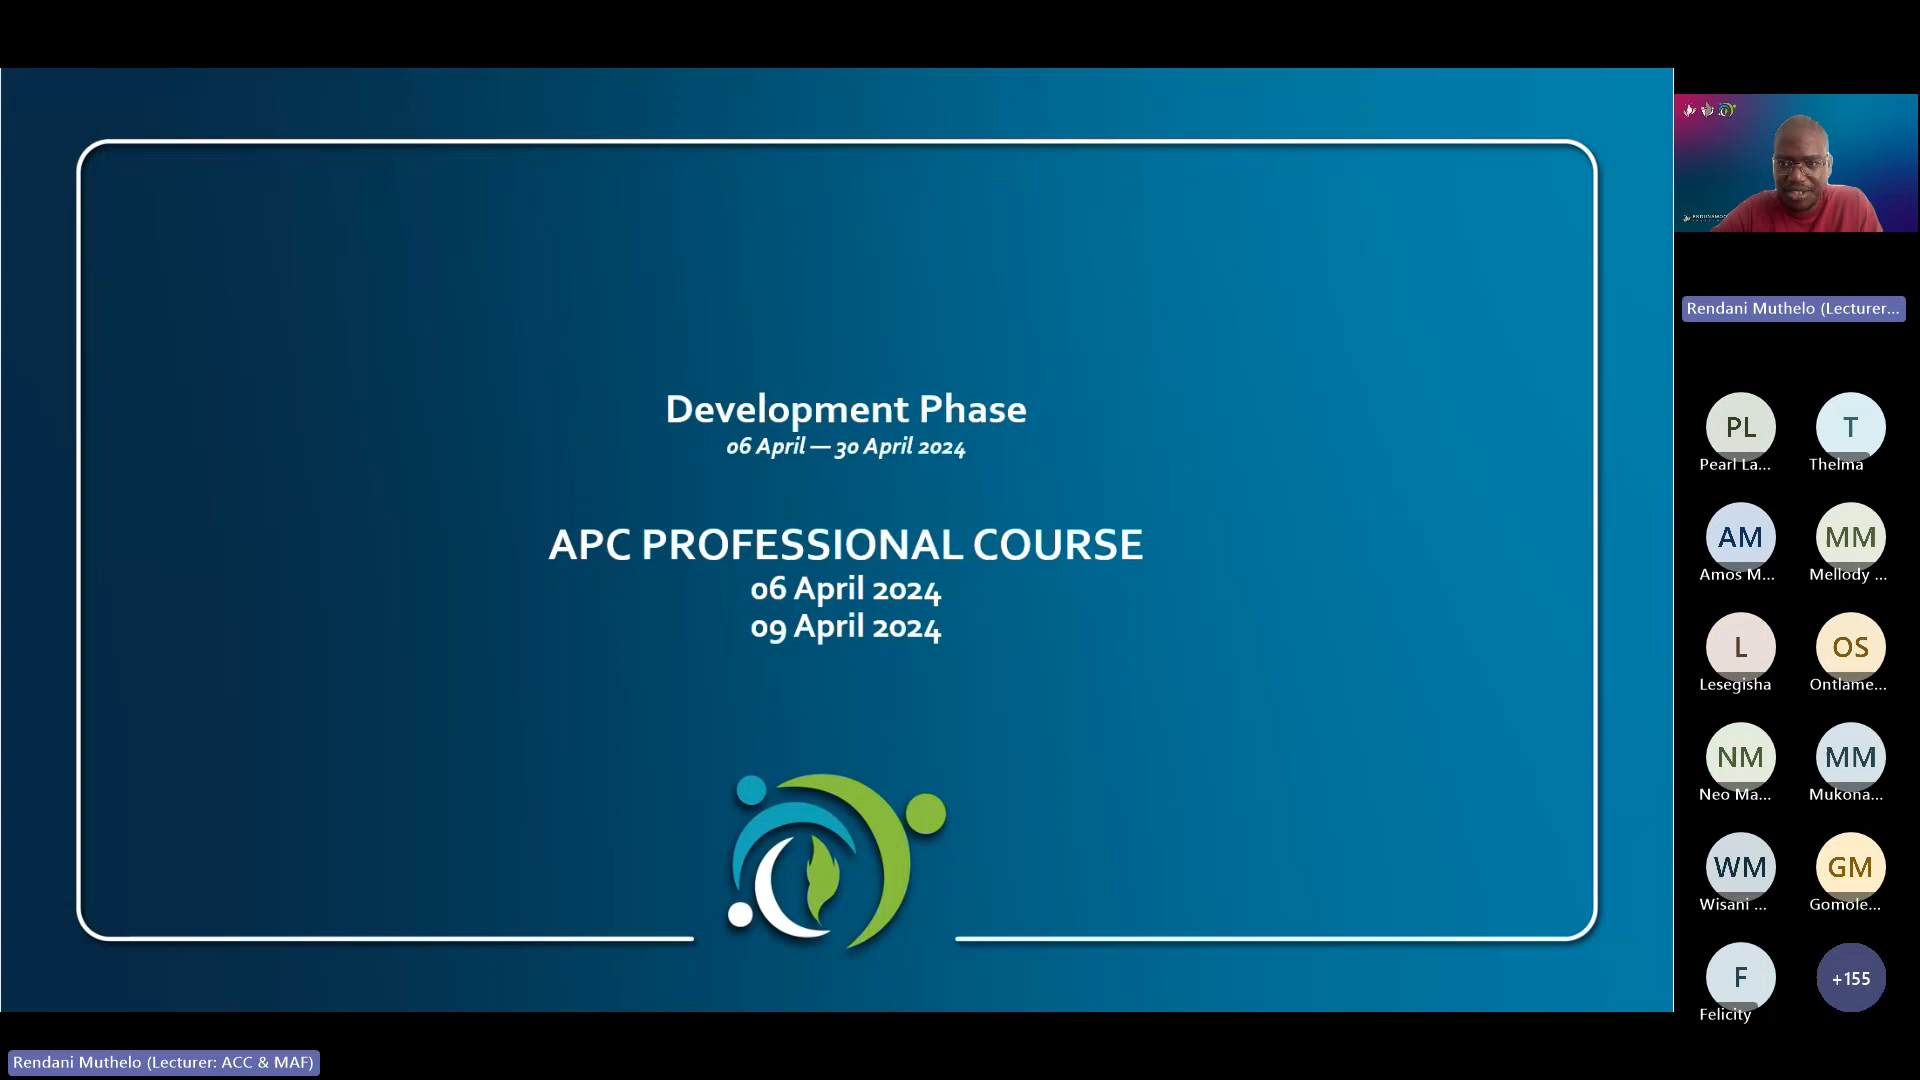 Development Phase
06 April — 30 April 2024
APC PROFESSIONAL COURSE
06 April 2024
09 April 2024
Rendani Muthelo (Lecturer...
PL
Pearl La...
T
Thelma
AM
Amos M...
MM
Mellody ...
L
Lesegisha
OS
Ontlame...
NM
Neo Ma...
MM
Mukona...
WM
Wisani ...
GM
Gomole...
F
Felicity
+155
Rendani Muthelo (Lecturer: ACC & MAF)